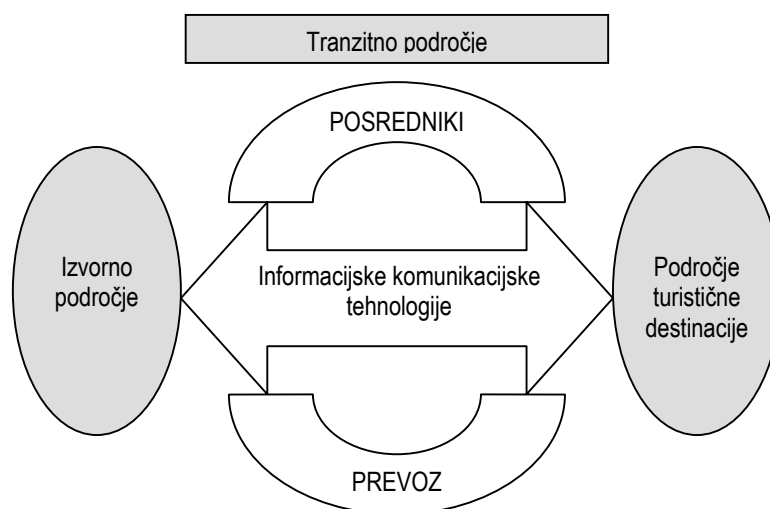 Tranzitno področje
POSREDNIKI
Izvorno
področje
Informacijske komunikacijske
tehnologije
Področje
turistične
destinacije
PREVOZ